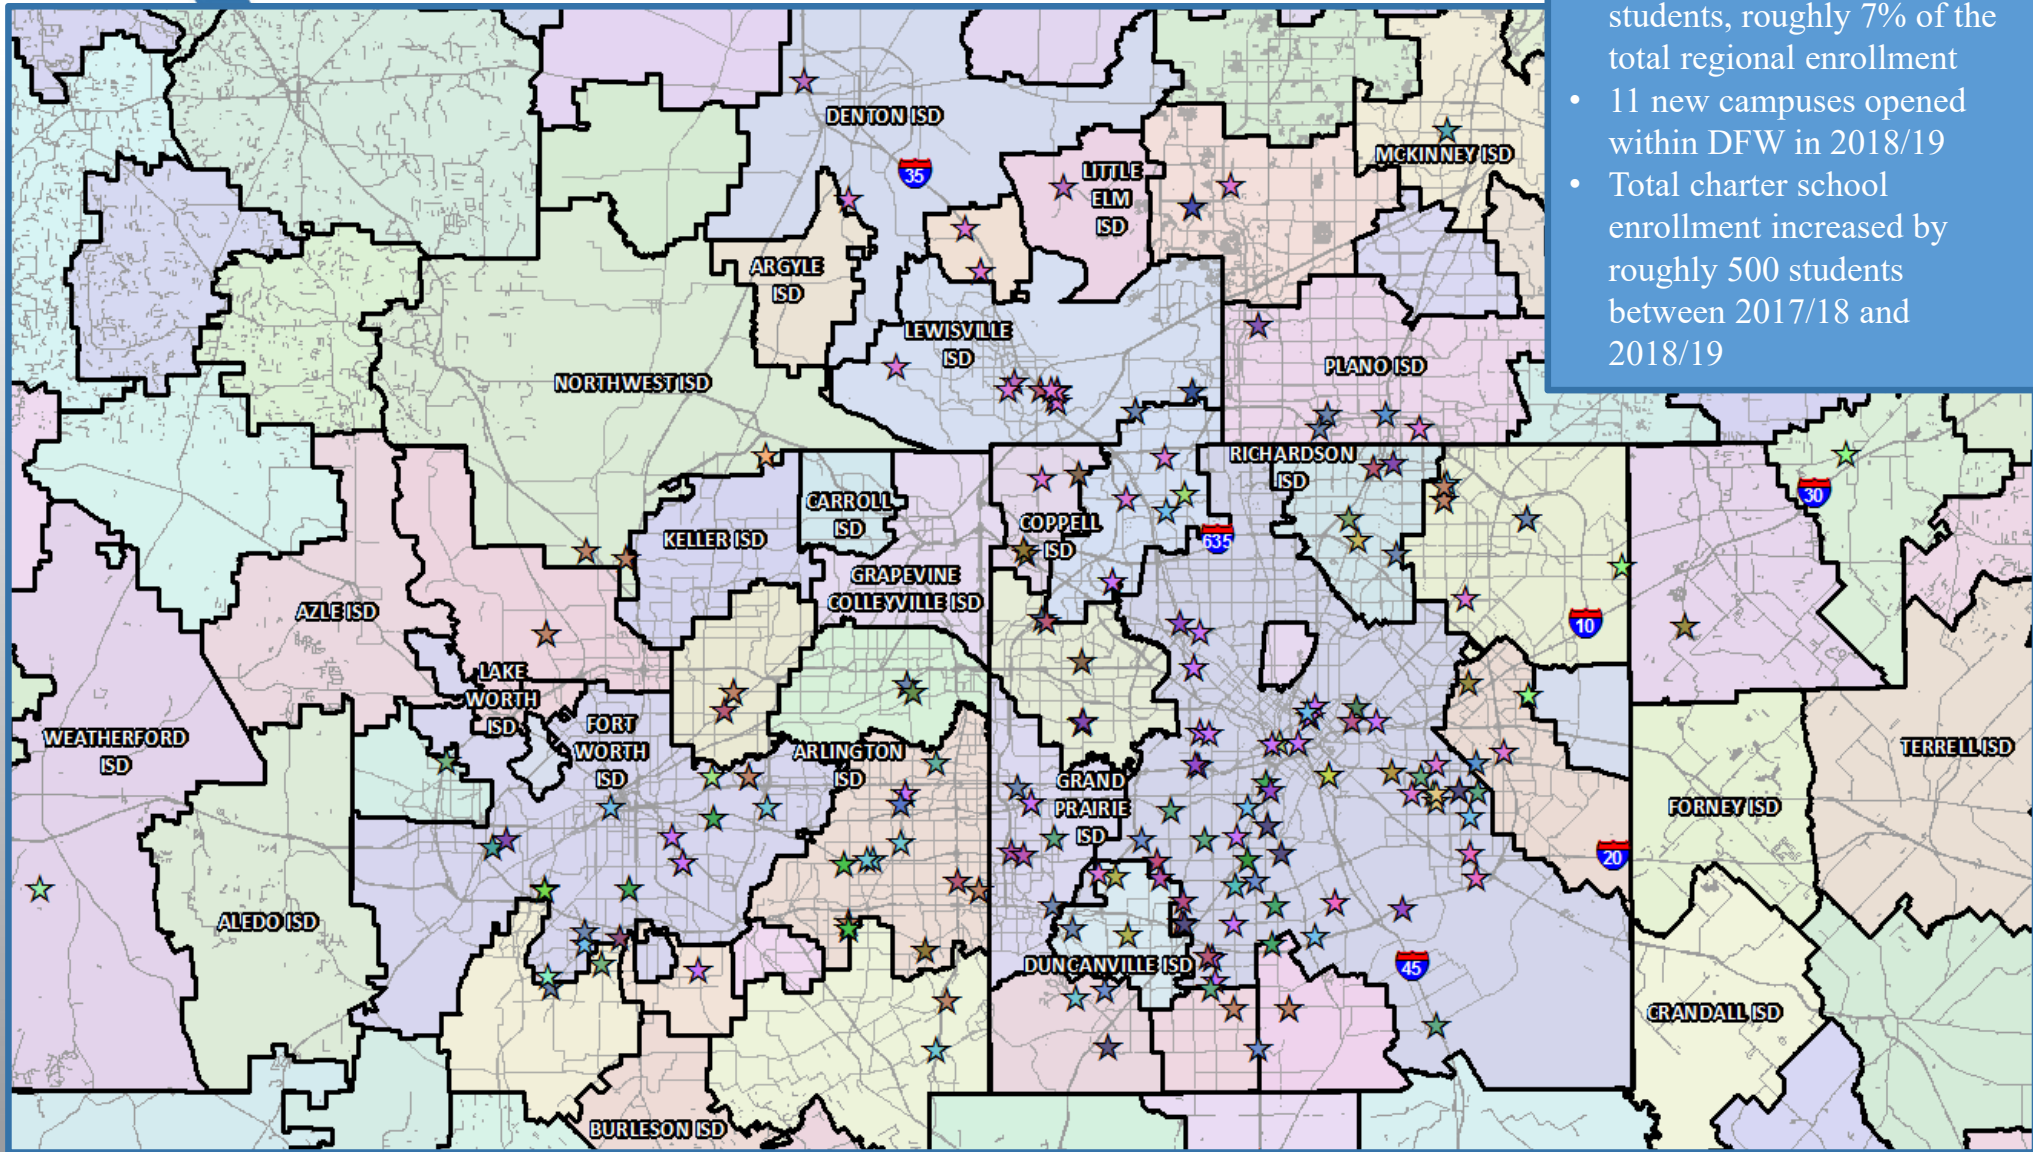 students, roughly 7% of the
total regional enrollment
• 11 new campuses opened
within DFW in 2018/19
• Total charter school
enrollment increased by
roughly 500 students
between 2017/18 and
2018/19
DENTON ISD
35
LITTLE
ELM
ISD
MCKINNEY ISD
ARGYLE
ISD
LEWISVILLE
ISD
NORTHWEST ISD
PLANO ISD
RICHARDSON
ISD
CARROLL
ISD
KELLER ISD
COPPELL
ISD
635
30
GRAPEVINE
COLLEYVILLE ISD
AZLE ISD
10
LAKE
WORTH
ISD
FORT
WORTH
ISD
WEATHERFORD
ISD
ARLINGTON
ISD
GRAND
PRAIRIE
ISD
TERRELL ISD
FORNEY ISD
20
ALEDO ISD
DUNCANVILLE ISD
45
CRANDALL ISD
BURLESON ISD